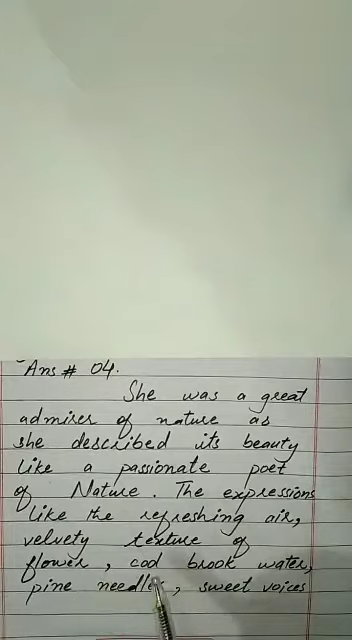 Ans # 04.
She was a great
admirer of nature as
she described its beauty
like a passionate poet
of Nature. The expressions
like the refreshing air,
velvety texture of
flower, cool brook water,
pine needles, sweet voices